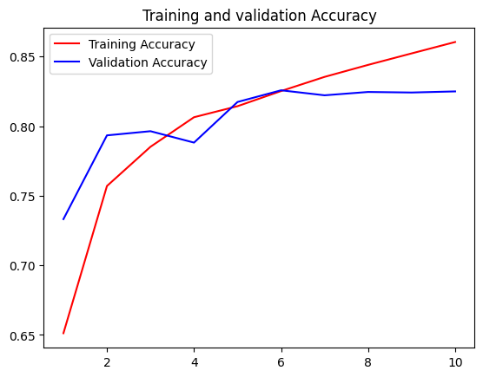 Training and validation Accuracy
Training Accuracy
Validation Accuracy
0.85
0.80
0.75
0.70
0.65
2 4 6 8 10